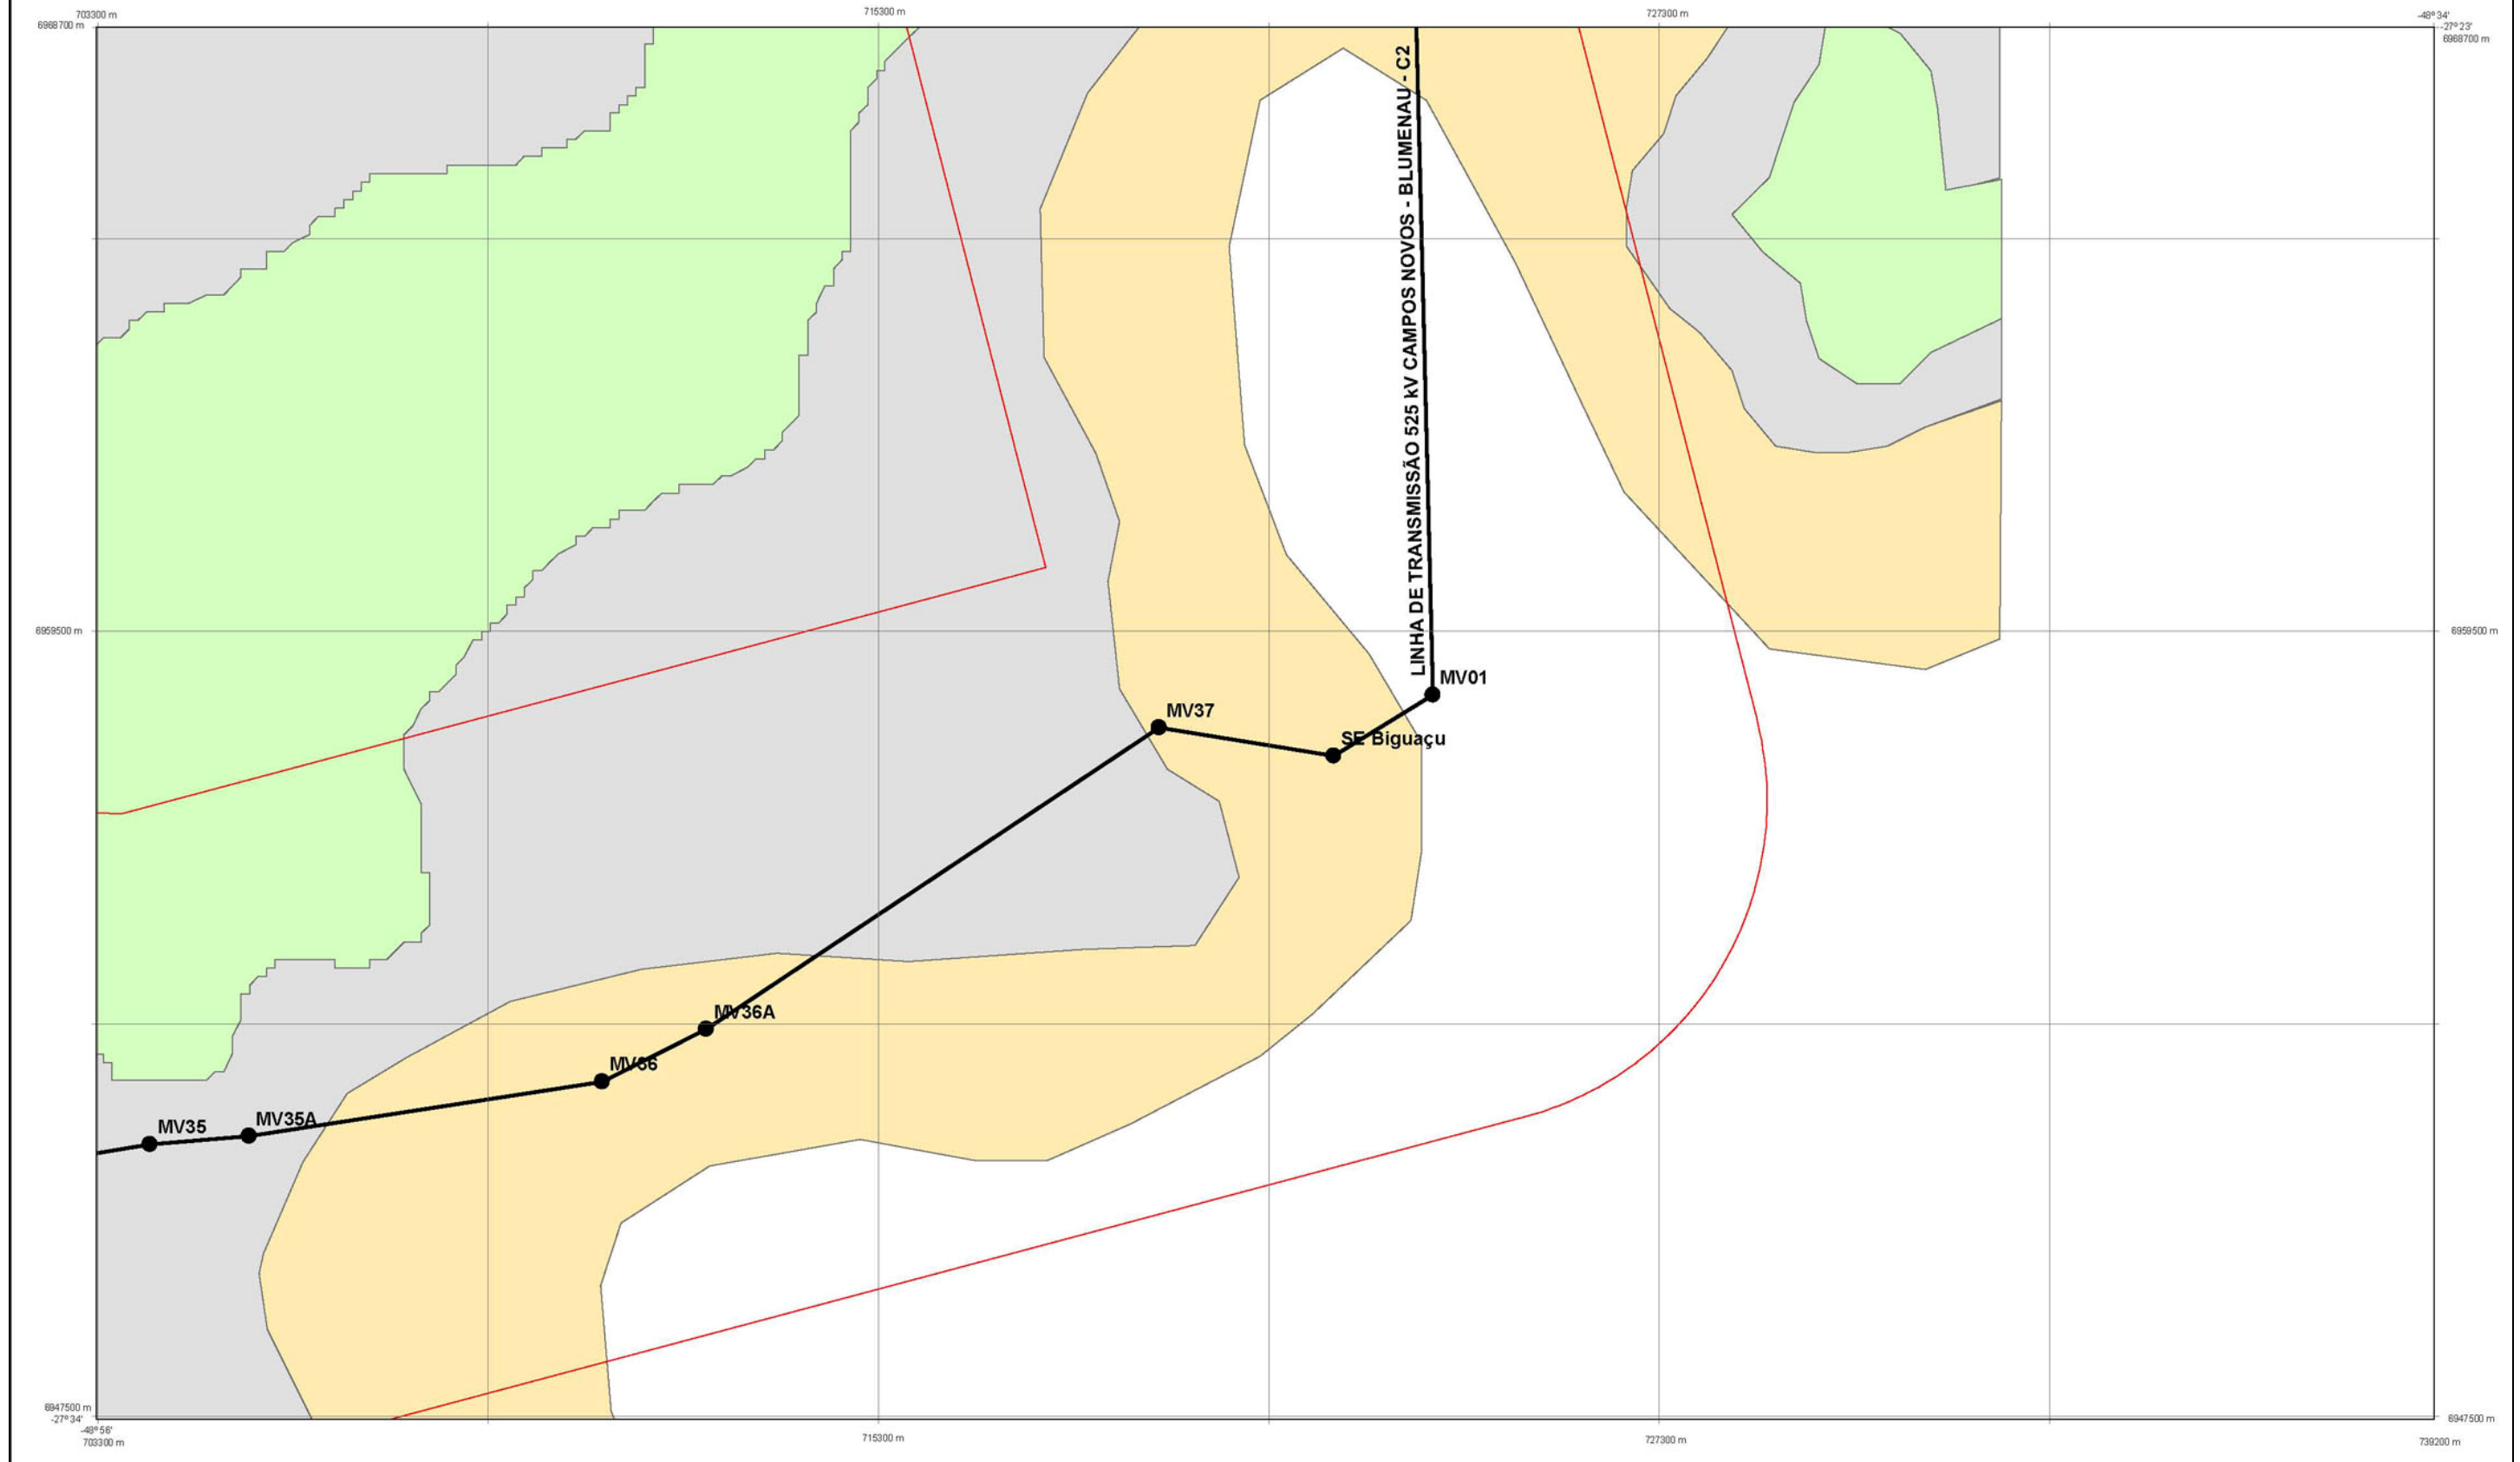 703300 m
715300 m
727300 m
-48° 34'
6968700 m
-27° 23'
6968700 m
LINHA DE TRANSMISSÃO 525 kV CAMPOS NOVOS - BLUMENAU - C2
6959500 m
6959500 m
MV01
MV37
SE Biguaçu
MV36A
MV36
MV35A
MV35
6947500 m
-27° 34'
6947500 m
-48° 56'
703300 m
715300 m
727300 m
739200 m